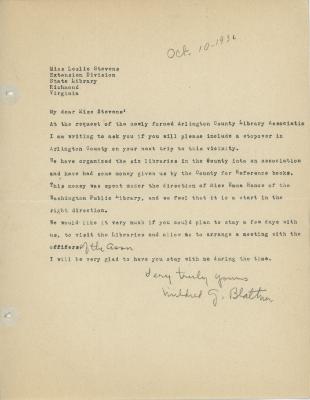 Oct. 10-1936
Miss Leslie Stevens
Extension Division
State Library
Richmond
Virginia
My dear Miss Stevens'
At the request of the newly formed Arlington County Library Associatio
I am writing to ask you if you will please include a stopover in
Arlington County on your next trip to this vicinity.
We have organized the six libraries in the County into an association
and have had some money given us by the County for Reference books.
This money was spent under the direction of Miss Emma Hance of the
Washington Public Library, and we feel that it is a start in the
right direction.
We would like it very much if you could plan to stay a few days with
us, to visit the Libraries and allow me to arrange a meeting with the
officers of the Assn
I will be very glad to have you stay with me during the time.
Very truly yours
Mildred G. Blattner